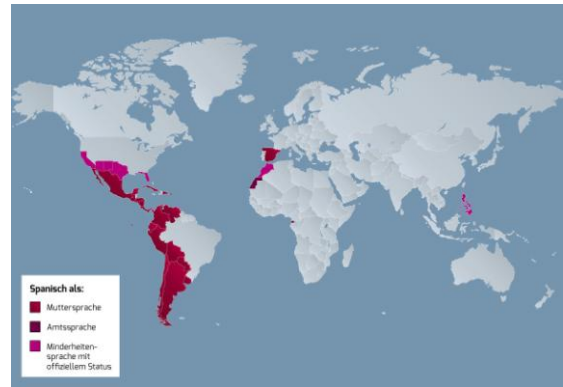 Spanisch als:
Muttersprache
Amtssprache
Minderheiten-
sprache mit
offiziellem Status